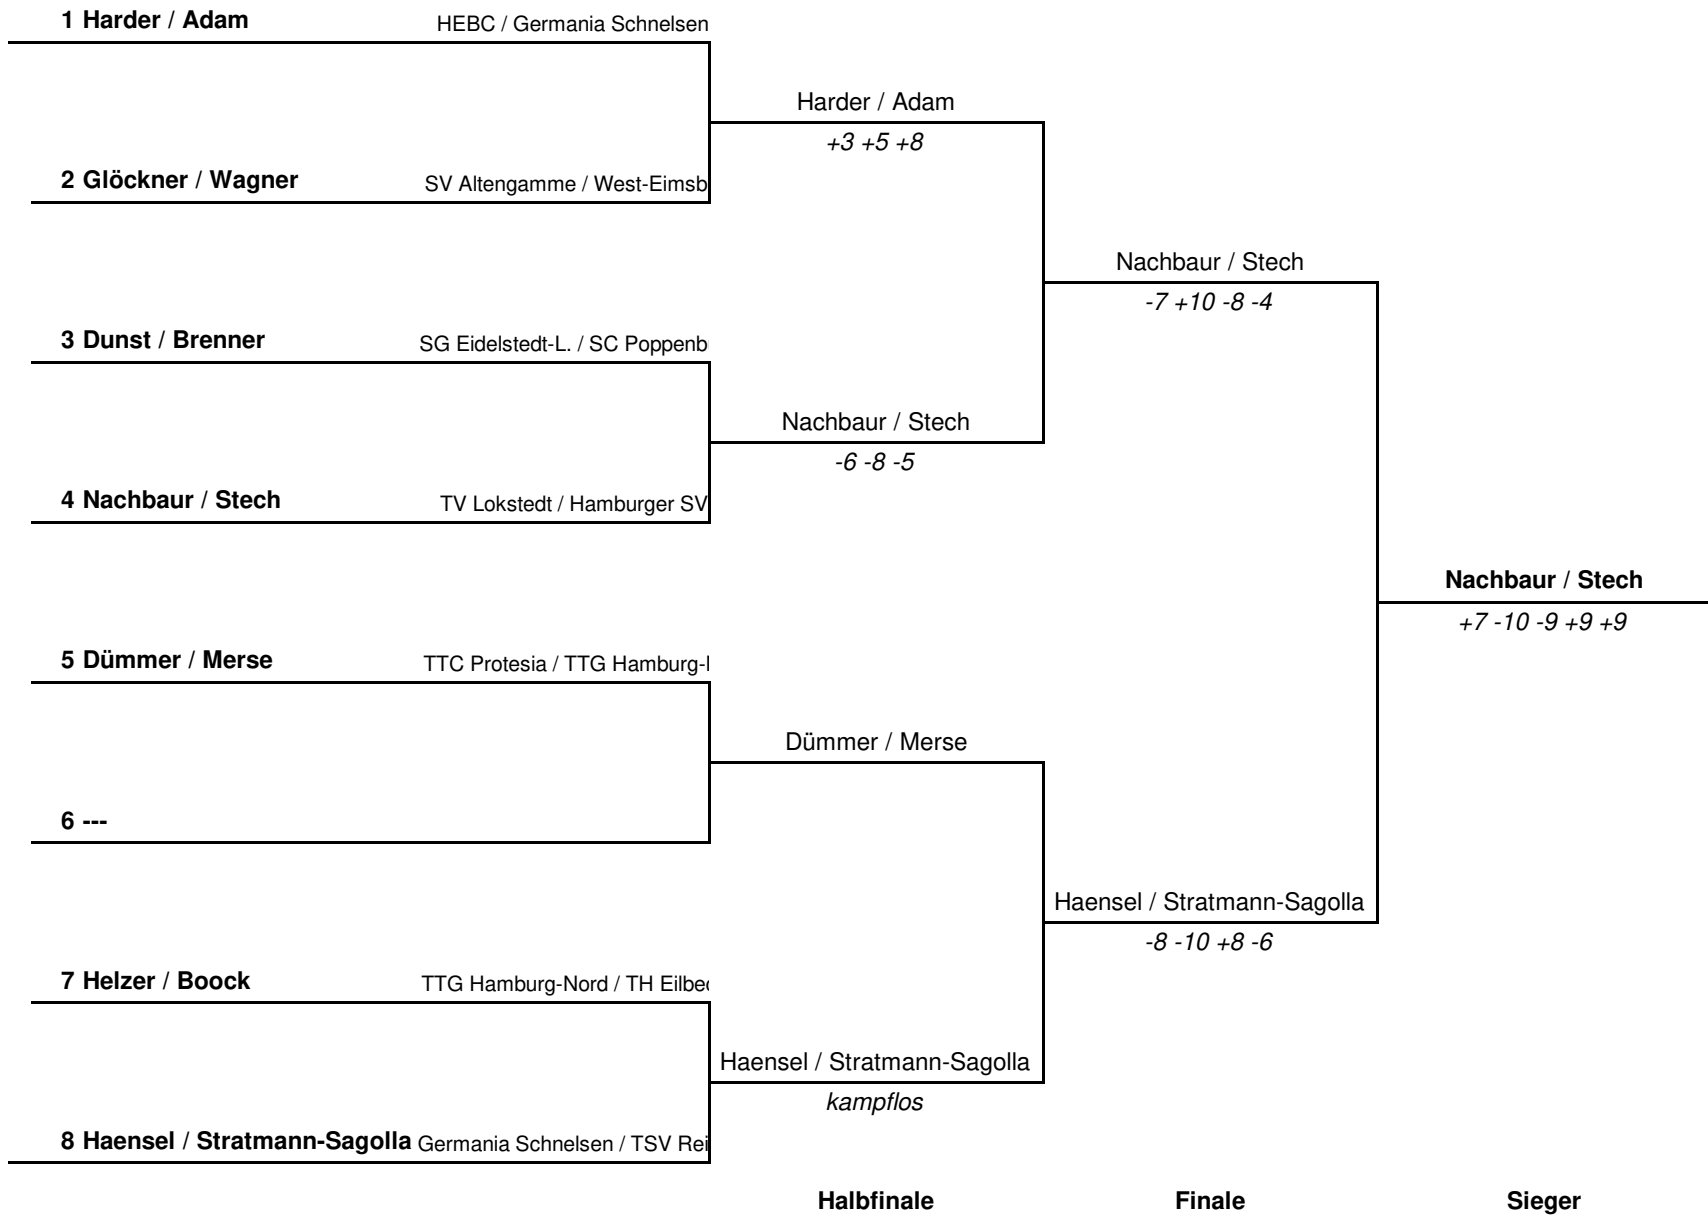 1 Harder / Adam HEBC / Germania Schnelsen
Harder / Adam
+3 +5 +8
2 Glöckner / Wagner SV Altengamme / West-Eimsb
Nachbaur / Stech
-7 +10 -8 -4
3 Dunst / Brenner SG Eidelstedt-L. / SC Poppenb
Nachbaur / Stech
-6 -8 -5
4 Nachbaur / Stech TV Lokstedt / Hamburger SV
Nachbaur / Stech
+7 -10 -9 +9 +9
5 Dümmer / Merse TTC Protesia / TTG Hamburg-
Dümmer / Merse
6 ---
Haensel / Stratmann-Sagolla
-8 -10 +8 -6
7 Helzer / Boock TTG Hamburg-Nord / TH Eilbec
Haensel / Stratmann-Sagolla
kampflos
8 Haensel / Stratmann-Sagolla Germania Schnelsen / TSV Rei
Halbfinale Finale Sieger